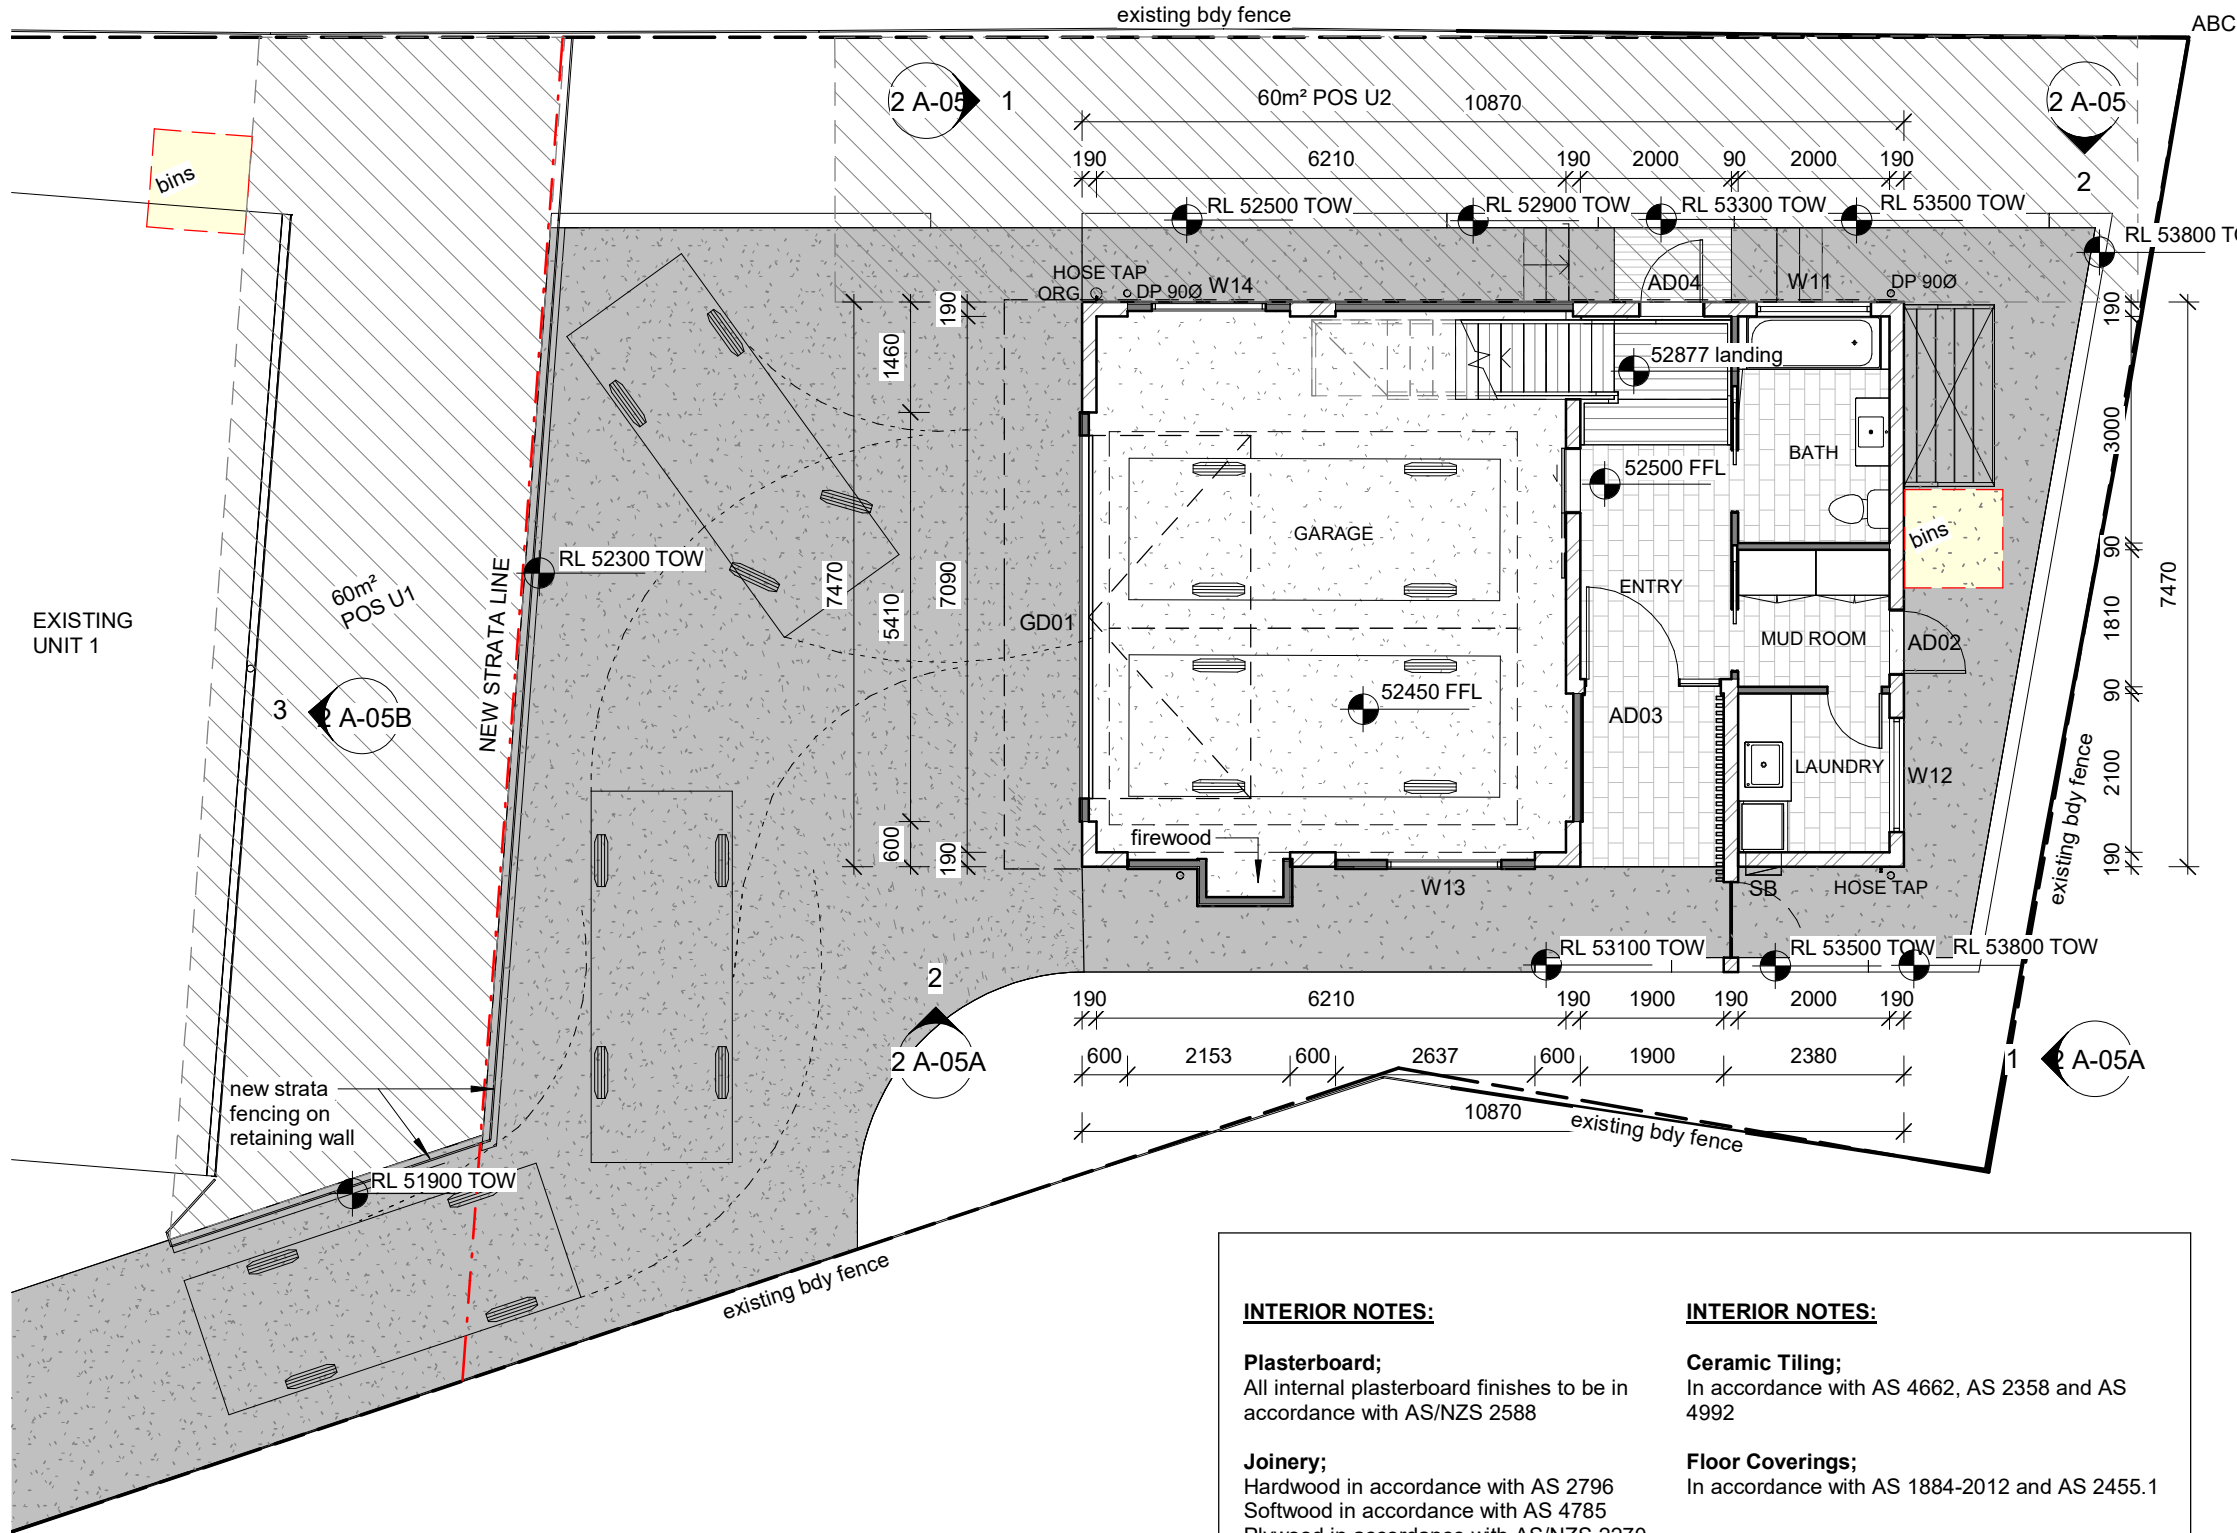 existing bdy fence
ABC
2 A-05
1
60m² POS U2
10870
2 A-05
2
190
6210
190
2000
90
2000
190
bins
RL 52500 TOW
RL 52900 TOW
RL 53300 TOW
RL 53500 TOW
RL 53800 TO
HOSE TAP
ORG
DP 90Ø
W14
AD04
W11
DP 90Ø
190
1460
190
52877 landing
3000
BATH
52500 FFL
GARAGE
bins
90
RL 52300 TOW
7470
5410
7090
ENTRY
1810
7470
60m²
POS U1
EXISTING
UNIT 1
NEW STRATA LINE
GD01
MUD ROOM
AD02
52450 FFL
90
3
2 A-05B
AD03
LAUNDRY
W12
2100
existing bdy fence
600
190
firewood
190
W13
SB
HOSE TAP
RL 53100 TOW
RL 53500 TOW
RL 53800 TOW
2
2 A-05A
190
6210
190
1900
190
2000
190
600
2153
600
2637
600
1900
2380
1
2 A-05A
10870
existing bdy fence
new strata
fencing on
retaining wall
RL 51900 TOW
existing bdy fence
INTERIOR NOTES:
Plasterboard;
All internal plasterboard finishes to be in
accordance with AS/NZS 2588
Joinery;
Hardwood in accordance with AS 2796
Softwood in accordance with AS 4785
Plywood in accordance with AS/NZS 2270
INTERIOR NOTES:
Ceramic Tiling;
In accordance with AS 4662, AS 2358 and AS
4992
Floor Coverings;
In accordance with AS 1884-2012 and AS 2455.1